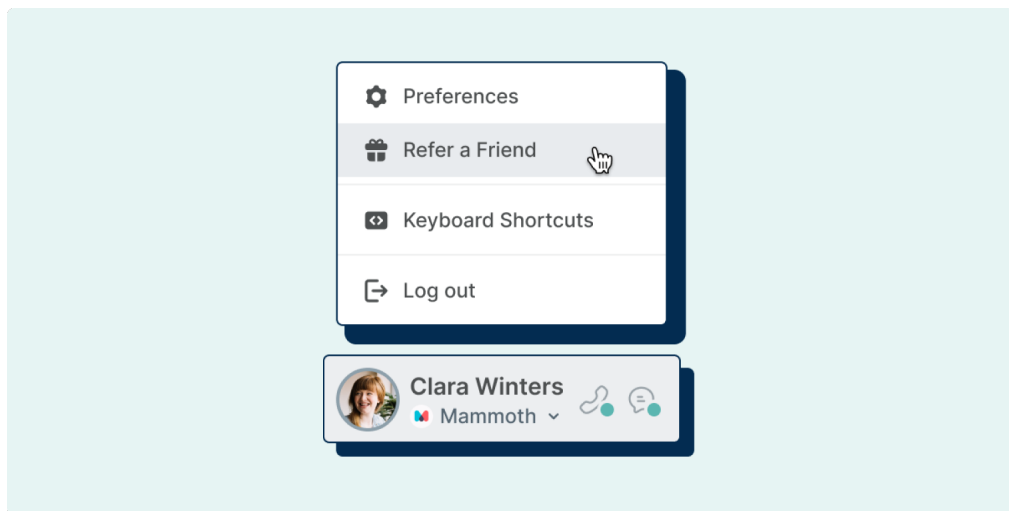 Preferences
Refer a Friend
Keyboard Shortcuts
Log out
Clara Winters
Mammoth